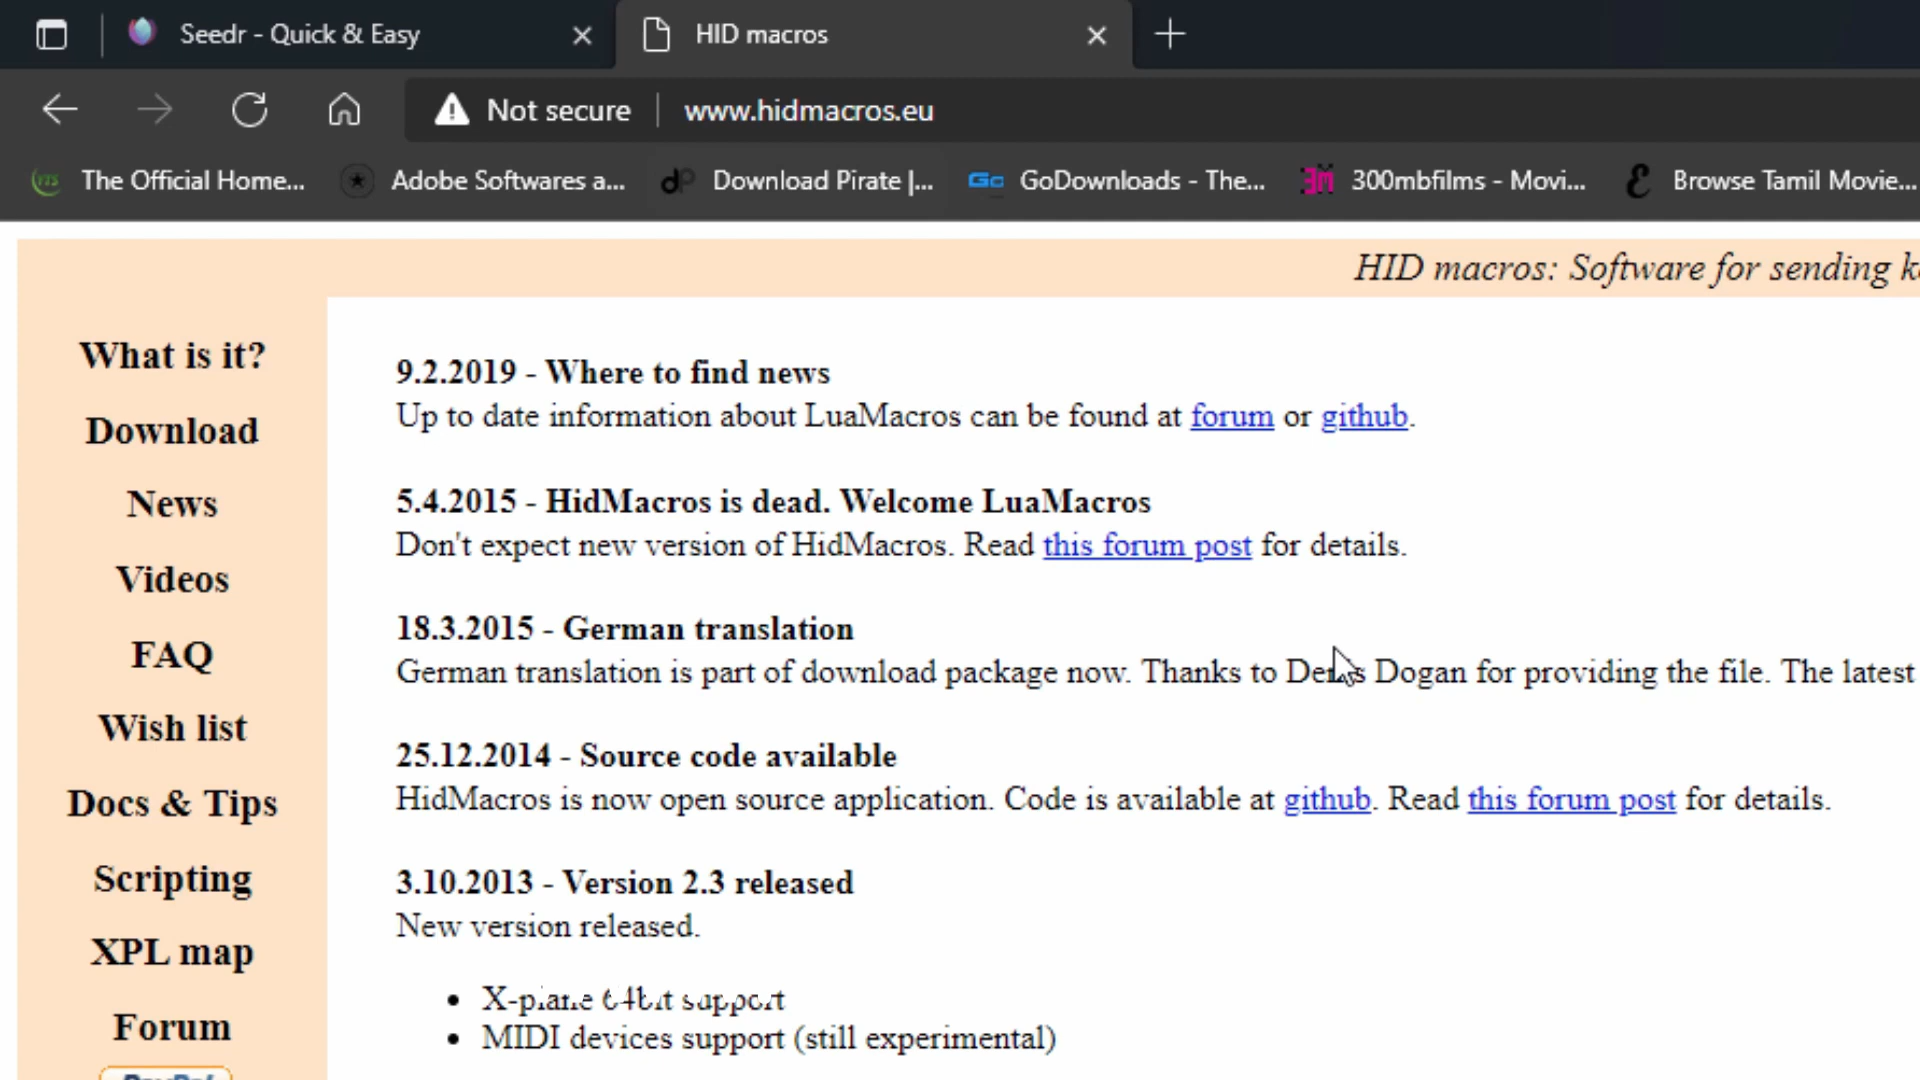 Seedr - Quick & Easy
HID macros
Not secure
www.hidmacros.eu
The Official Home...
Adobe Softwares a...
Download Pirate |...
GoDownloads - The...
300mbfilms - Movi...
Browse Tamil Movie...
HID macros: Software for sending
What is it?
Download
News
Videos
FAQ
Wish list
Docs & Tips
Scripting
XPL map
Forum
9.2.2019 - Where to find news
Up to date information about LuaMacros can be found at forum or github.
5.4.2015 - HidMacros is dead. Welcome LuaMacros
Don't expect new version of HidMacros. Read this forum post for details.
18.3.2015 - German translation
German translation is part of download package now. Thanks to Dogan for providing the file. The latest
25.12.2014 - Source code available
HidMacros is now open source application. Code is available at github. Read this forum post for details.
3.10.2013 - Version 2.3 released
New version released.
X-plane 64bit support
MIDI devices support (still experimental)